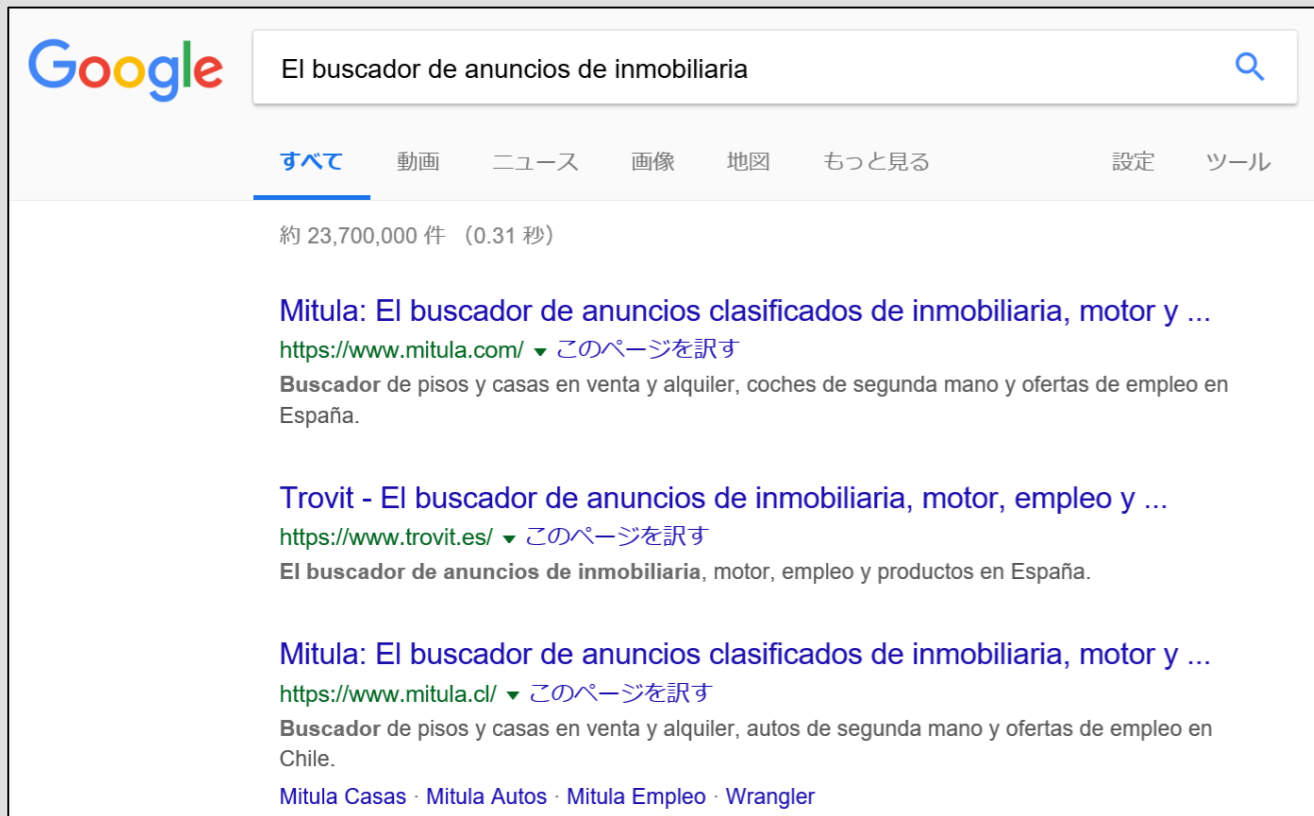 Google El buscador de anuncios de inmobiliaria
すべて 動画 ニュース 画像 地図 もっと見る 設定 ツール
約 23,700,000 件 （0.31 秒）
Mitula: El buscador de anuncios clasificados de inmobiliaria, motor y ...
https://www.mitula.com/ ▼ このページを訳す
Buscador de pisos y casas en venta y alquiler, coches de segunda mano y ofertas de empleo en
España.
Trovit - El buscador de anuncios de inmobiliaria, motor, empleo y ...
https://www.trovit.es/ ▼ このページを訳す
El buscador de anuncios de inmobiliaria, motor, empleo y productos en España.
Mitula: El buscador de anuncios clasificados de inmobiliaria, motor y ...
https://www.mitula.cl/ ▼ このページを訳す
Buscador de pisos y casas en venta y alquiler, autos de segunda mano y ofertas de empleo en
Chile.
Mitula Casas · Mitula Autos · Mitula Empleo · Wrangler